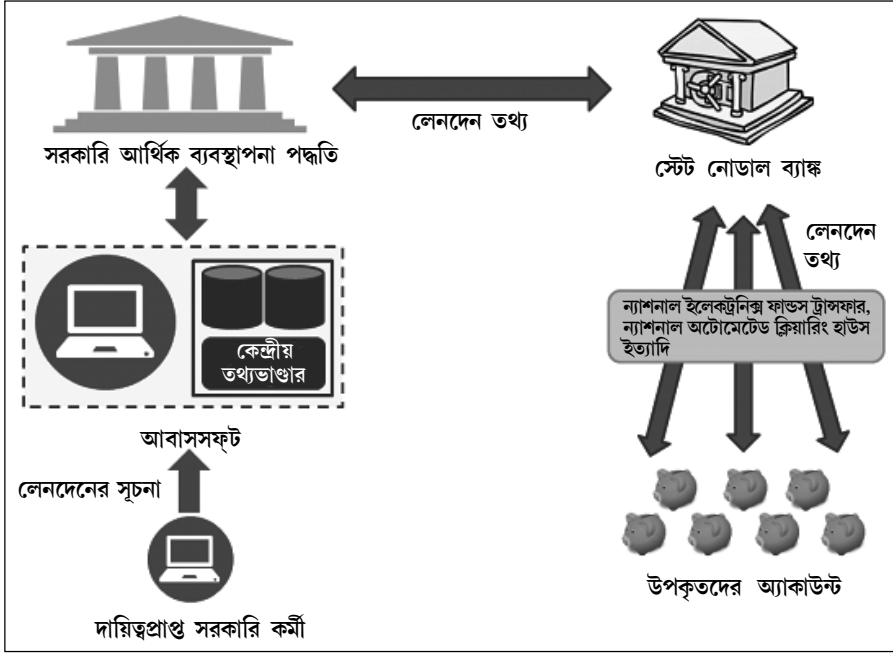 লেনদেন তথ্য
সরকারি আর্থিক ব্যবস্থাপনা পদ্ধতি
স্টেট নোডাল ব্যাঙ্ক
লেনদেন
তথ্য
ন্যাশনাল ইলেকট্রনিক্স ফান্ডস ট্রান্সফার,
ন্যাশনাল অটোমেটেড ক্লিয়ারিং হাউস
ইত্যাদি
কেন্দ্রীয়
তথ্যভাণ্ডার
আবাসসফ্‌ট
লেনদেনের সূচনা
উপকৃতদের অ্যাকাউন্ট
দায়িত্বপ্রাপ্ত সরকারি কর্মী